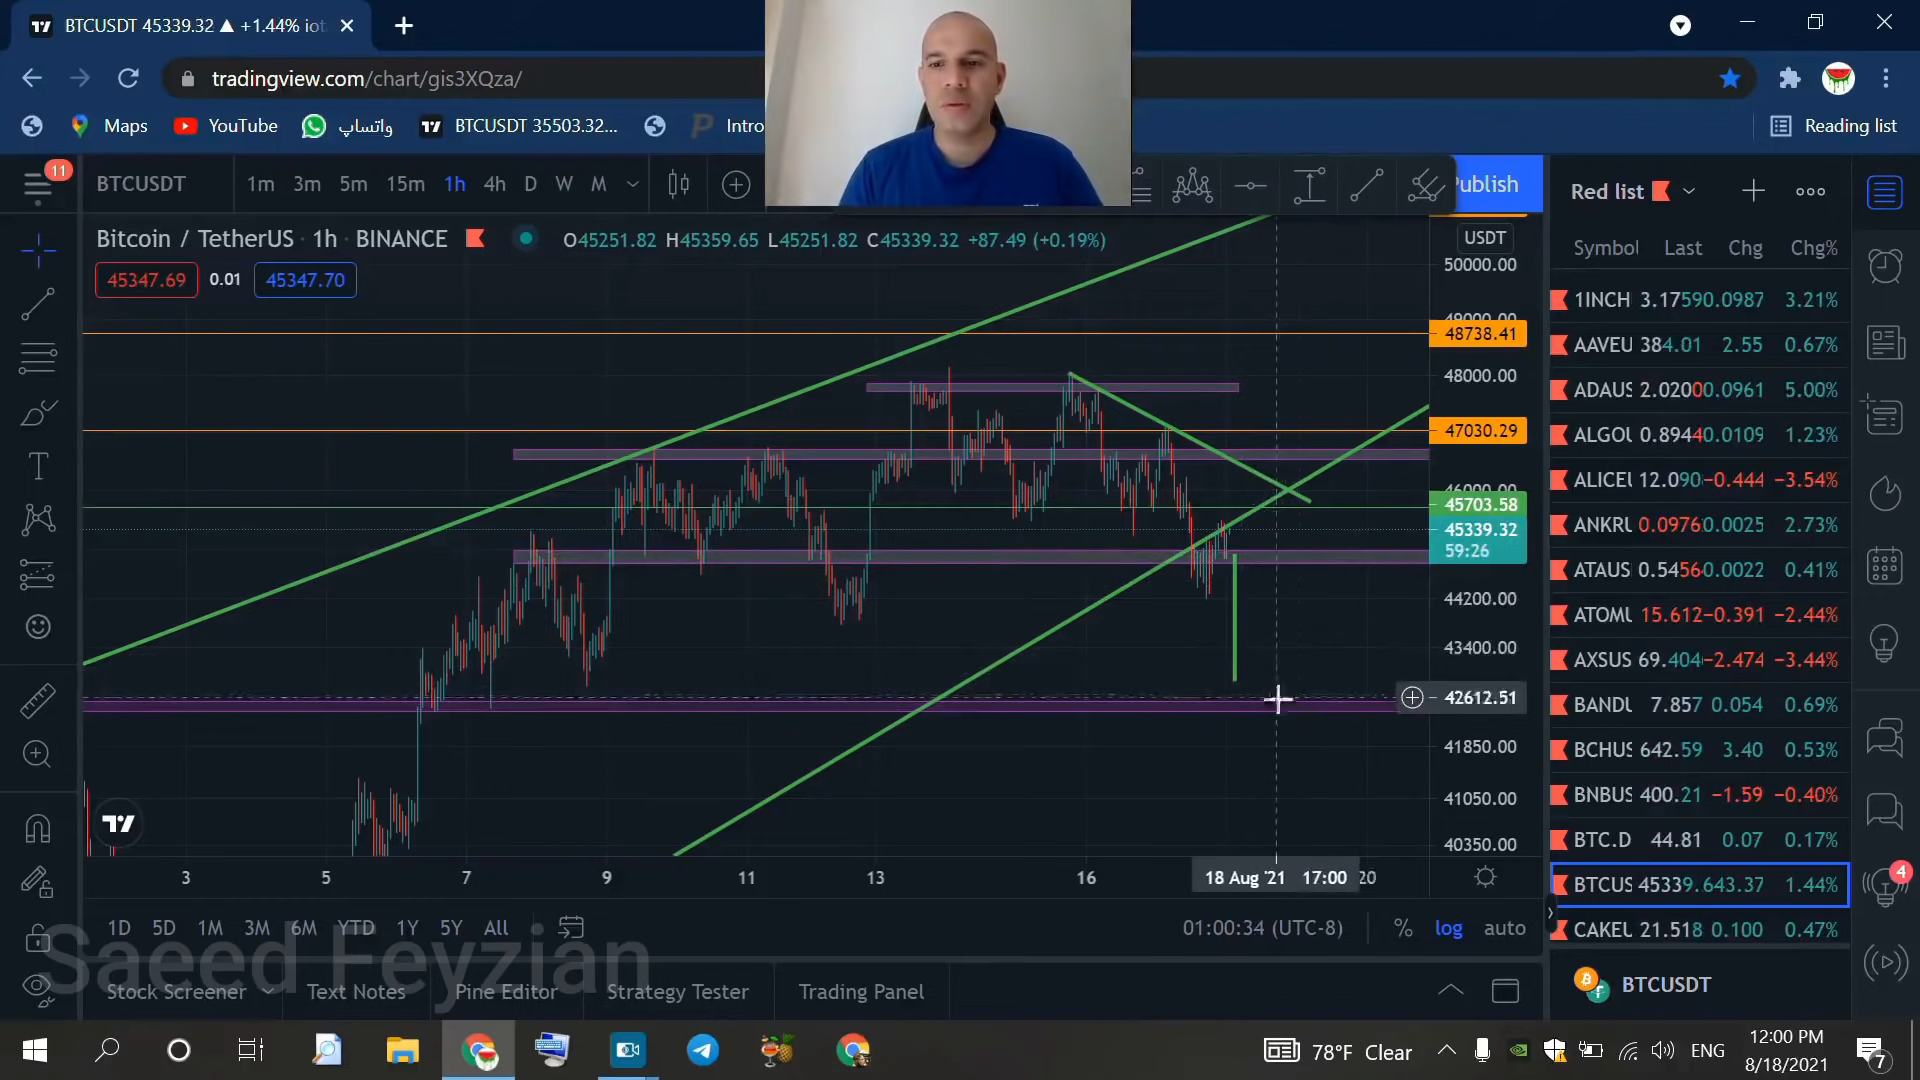 BTCUSDT 45339.32 ▲ +1.44% iot
tradingview.com/chart/gis3XQza/
Maps
YouTube
واتساپ
BTCUSDT 35503.32...
Intro
Reading list
11
BTCUSDT
1m 3m 5m 15m 1h 4h D W M
Publish
Red list
Bitcoin / TetherUS · 1h · BINANCE
O45251.82 H45359.65 L45251.82 C45339.32 +87.49 (+0.19%)
45347.69 0.01 45347.70
USDT
50000.00
49000.00
48738.41
48000.00
47030.29
46000.00
45703.58
45339.32
59:26
44200.00
43400.00
42612.51
41850.00
41050.00
40350.00
3 5 7 9 11 13 16 18 Aug '21 17:00 20
1D 5D 1M 3M 6M YTD 1Y 5Y All
01:00:34 (UTC-8) % log auto
Saeed Feyzian
Stock Screener Text Notes Pine Editor Strategy Tester Trading Panel
Symbol Last Chg Chg%
1INCH 3.1759 0.0987 3.21%
AAVEU 384.01 2.55 0.67%
ADAUS 2.0200 0.0961 5.00%
ALGOU 0.8944 0.0109 1.23%
ALICEU 12.090 −0.444 −3.54%
ANKRU 0.0976 0.0025 2.73%
ATAUS 0.5456 0.0022 0.41%
ATOMU 15.612 −0.391 −2.44%
AXSUS 69.404 −2.474 −3.44%
BANDU 7.857 0.054 0.69%
BCHUS 642.59 3.40 0.53%
BNBUS 400.21 −1.59 −0.40%
BTC.D 44.81 0.07 0.17%
BTCUS 45339. 643.37 1.44%
CAKEU 21.518 0.100 0.47%
4
BTCUSDT
78°F Clear
ENG
12:00 PM
8/18/2021
7